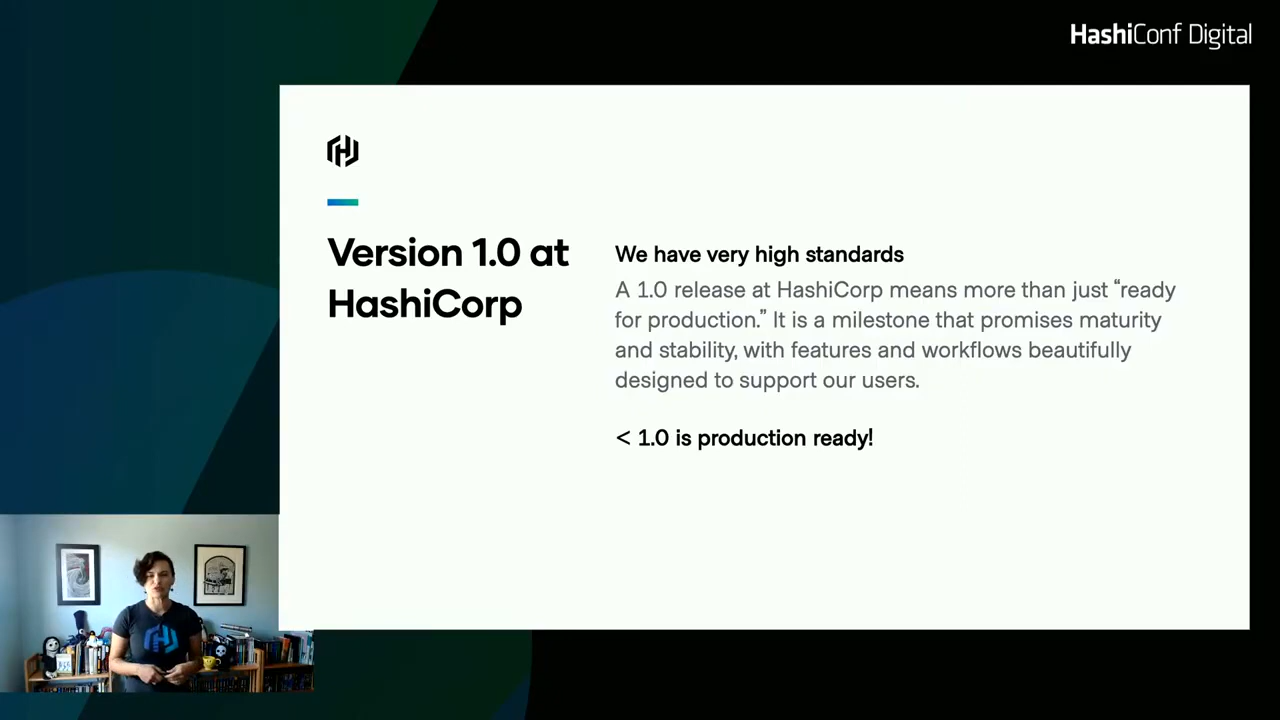 HashiConf Digital
Version 1.0 at
HashiCorp
We have very high standards
A 1.0 release at HashiCorp means more than just “ready
for production.” It is a milestone that promises maturity
and stability, with features and workflows beautifully
designed to support our users.
< 1.0 is production ready!